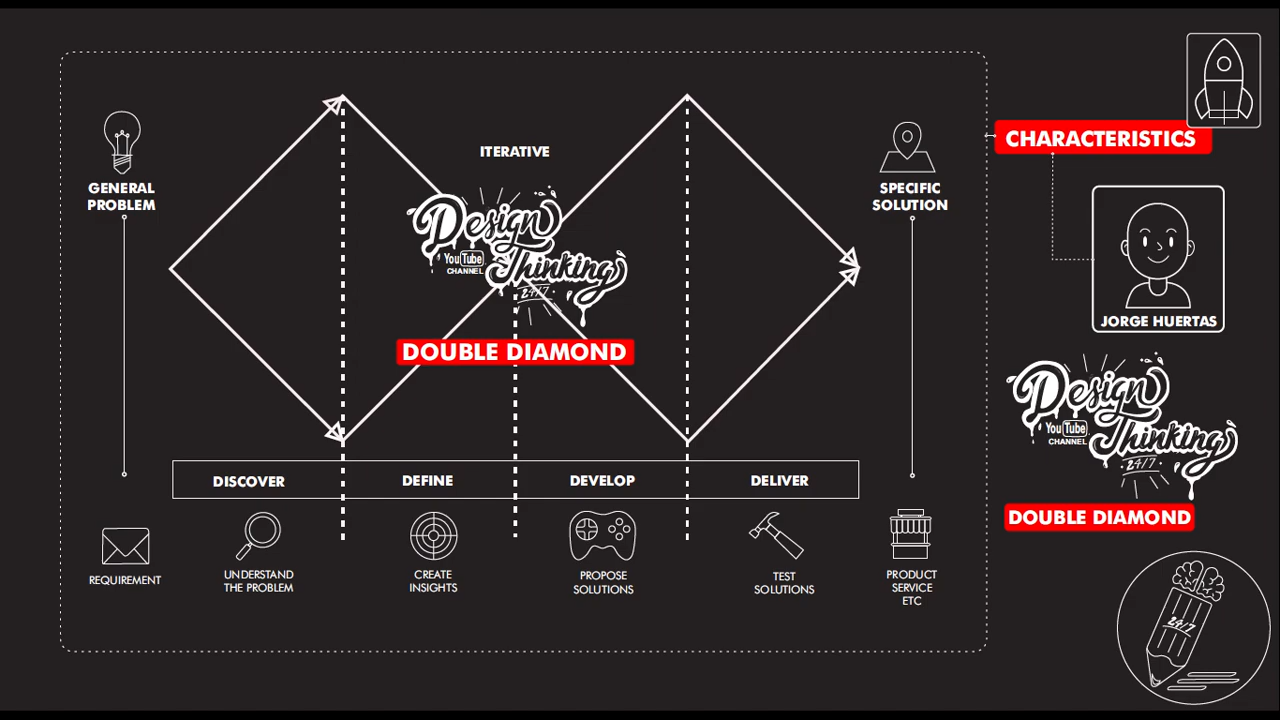 GENERAL
PROBLEM
ITERATIVE
Design
YouTube
CHANNEL
Thinking
24/7
DOUBLE DIAMOND
SPECIFIC
SOLUTION
DISCOVER
DEFINE
DEVELOP
DELIVER
REQUIREMENT
UNDERSTAND
THE PROBLEM
CREATE
INSIGHTS
PROPOSE
SOLUTIONS
TEST
SOLUTIONS
PRODUCT
SERVICE
ETC
CHARACTERISTICS
JORGE HUERTAS
Design
YouTube
CHANNEL
Thinking
24/7
DOUBLE DIAMOND
24/7